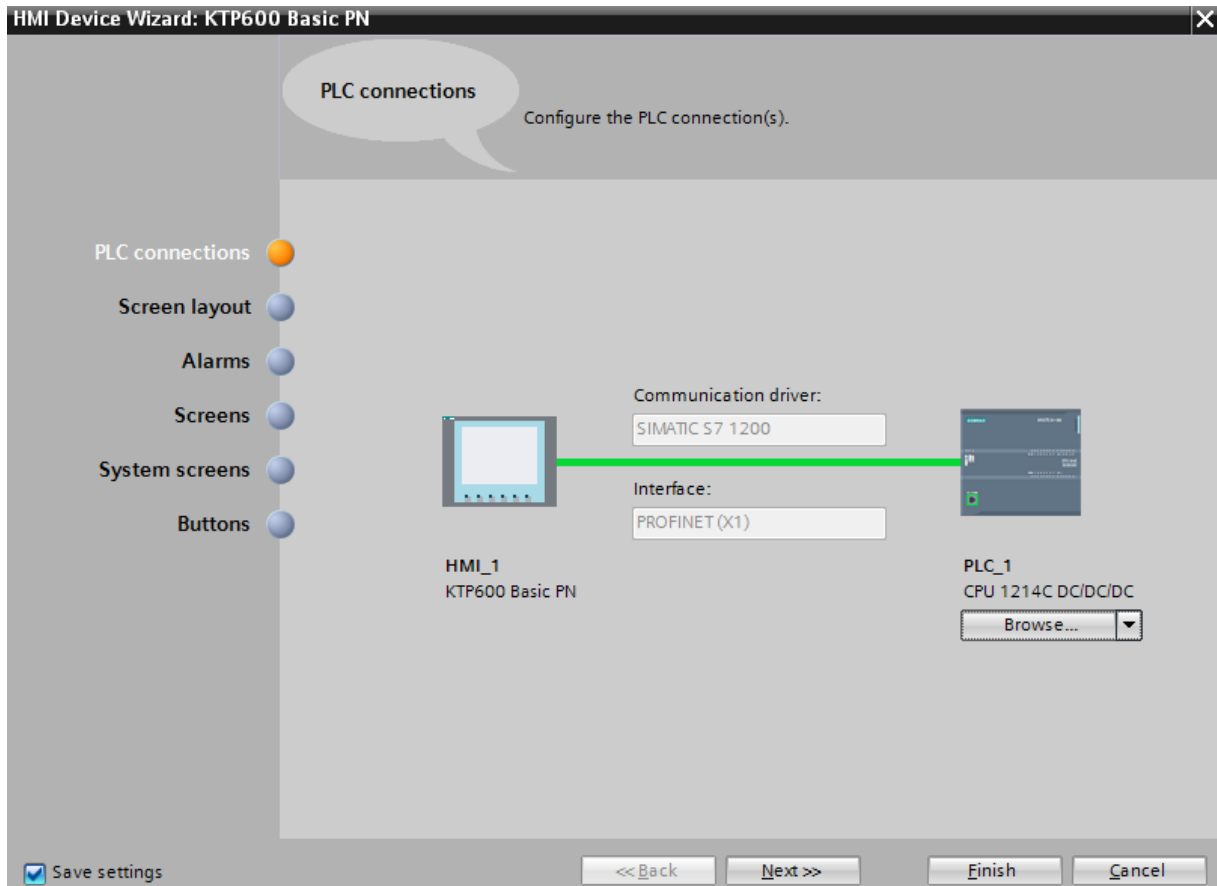 HMI Device Wizard: KTP600 Basic PN
PLC connections
Configure the PLC connection(s).
PLC connections
Screen layout
Alarms
Screens
System screens
Buttons
Communication driver:
SIMATIC S7 1200
Interface:
PROFINET (X1)
HMI_1
KTP600 Basic PN
PLC_1
CPU 1214C DC/DC/DC
Browse...
Save settings
<< Back
Next >>
Finish
Cancel